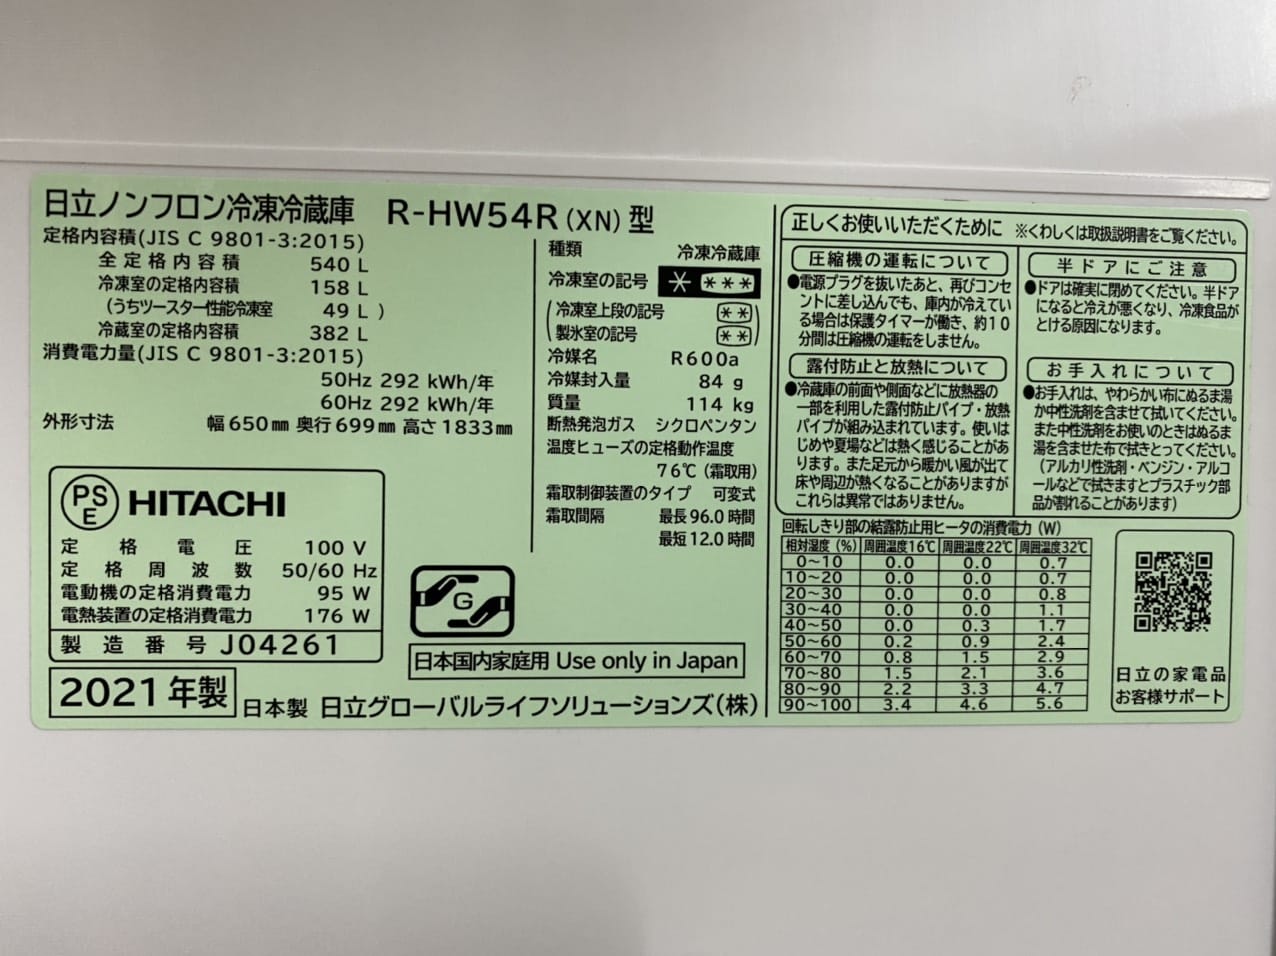 日立ノンフロン冷凍冷蔵庫 R-HW54R(XN)型
定格内容積(JIS C 9801-3:2015)
全定格内容積 540 L
冷凍室の定格内容積 158 L
(うちツースター性能冷凍室 49 L )
冷蔵室の定格内容積 382 L
消費電力量(JIS C 9801-3:2015)
50Hz 292 kWh/年
60Hz 292 kWh/年
外形寸法 幅650mm 奥行699mm 高さ1833mm
PSE HITACHI
定格電圧 100 V
定格周波数 50/60 Hz
電動機の定格消費電力 95 W
電熱装置の定格消費電力 176 W
製造番号 J04261
2021年製
日本製 日立グローバルライフソリューションズ(株)
種類 冷凍冷蔵庫
冷凍室の記号 * ***
(冷凍室上段の記号 **
製氷室の記号 **)
冷媒名 R600a
冷媒封入量 84 g
質量 114 kg
断熱発泡ガス シクロペンタン
温度ヒューズの定格動作温度
76℃(霜取用)
霜取制御装置のタイプ 可変式
霜取間隔 最長96.0時間
最短12.0時間
G
日本国内家庭用 Use only in Japan
正しくお使いいただくために ※くわしくは取扱説明書をご覧ください。
圧縮機の運転について
●電源プラグを抜いたあと、再びコンセ
ントに差し込んでも、庫内が冷えてい
る場合は保護タイマーが働き、約10
分間は圧縮機の運転をしません。
露付防止と放熱について
●冷蔵庫の前面や側面などに放熱器の
一部を利用した露付防止パイプ・放熱
パイプが組み込まれています。使いは
じめや夏場などは熱く感じることがあ
ります。また足元から暖かい風が出て
床や周辺が熱くなることがありますが
これらは異常ではありません。
半ドアにご注意
●ドアは確実に閉めてください。半ドア
になると冷えが悪くなり、冷凍食品が
とける原因になります。
お手入れについて
●お手入れは、やわらかい布にぬるま湯
か中性洗剤を含ませて拭いてください。
また中性洗剤をお使いのときはぬるま
湯を含ませた布で拭きとってください。
(アルカリ性洗剤・ベンジン・アルコ
ールなどで拭きますとプラスチック部
品が割れることがあります)
回転しきり部の結露防止用ヒータの消費電力(W)
相対湿度(%) 周囲温度16℃ 周囲温度22℃ 周囲温度32℃
0~10 0.0 0.0 0.7
10~20 0.0 0.0 0.7
20~30 0.0 0.0 0.8
30~40 0.0 0.0 1.1
40~50 0.0 0.3 1.7
50~60 0.2 0.9 2.4
60~70 0.8 1.5 2.9
70~80 1.5 2.1 3.6
80~90 2.2 3.3 4.7
90~100 3.4 4.6 5.6
日立の家電品
お客様サポート